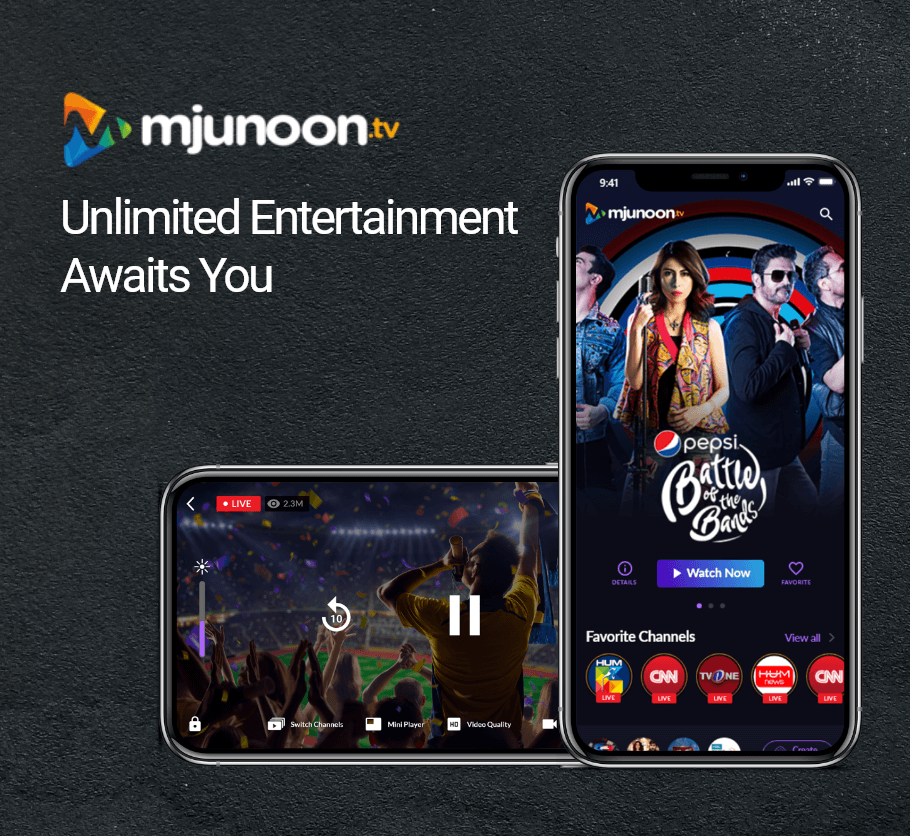 mjunoon.tv
Unlimited Entertainment
Awaits You
LIVE
2.3M
10
Switch Channels
Mini Player
HD
Video Quality
9:41
mjunoon.tv
pepsi
Battle
of the
Bands
DETAILS
Watch Now
FAVORITE
Favorite Channels
View all
HUM
LIVE
CNN
LIVE
TV ONE
LIVE
HUM
news
LIVE
CNN
LIVE
Create